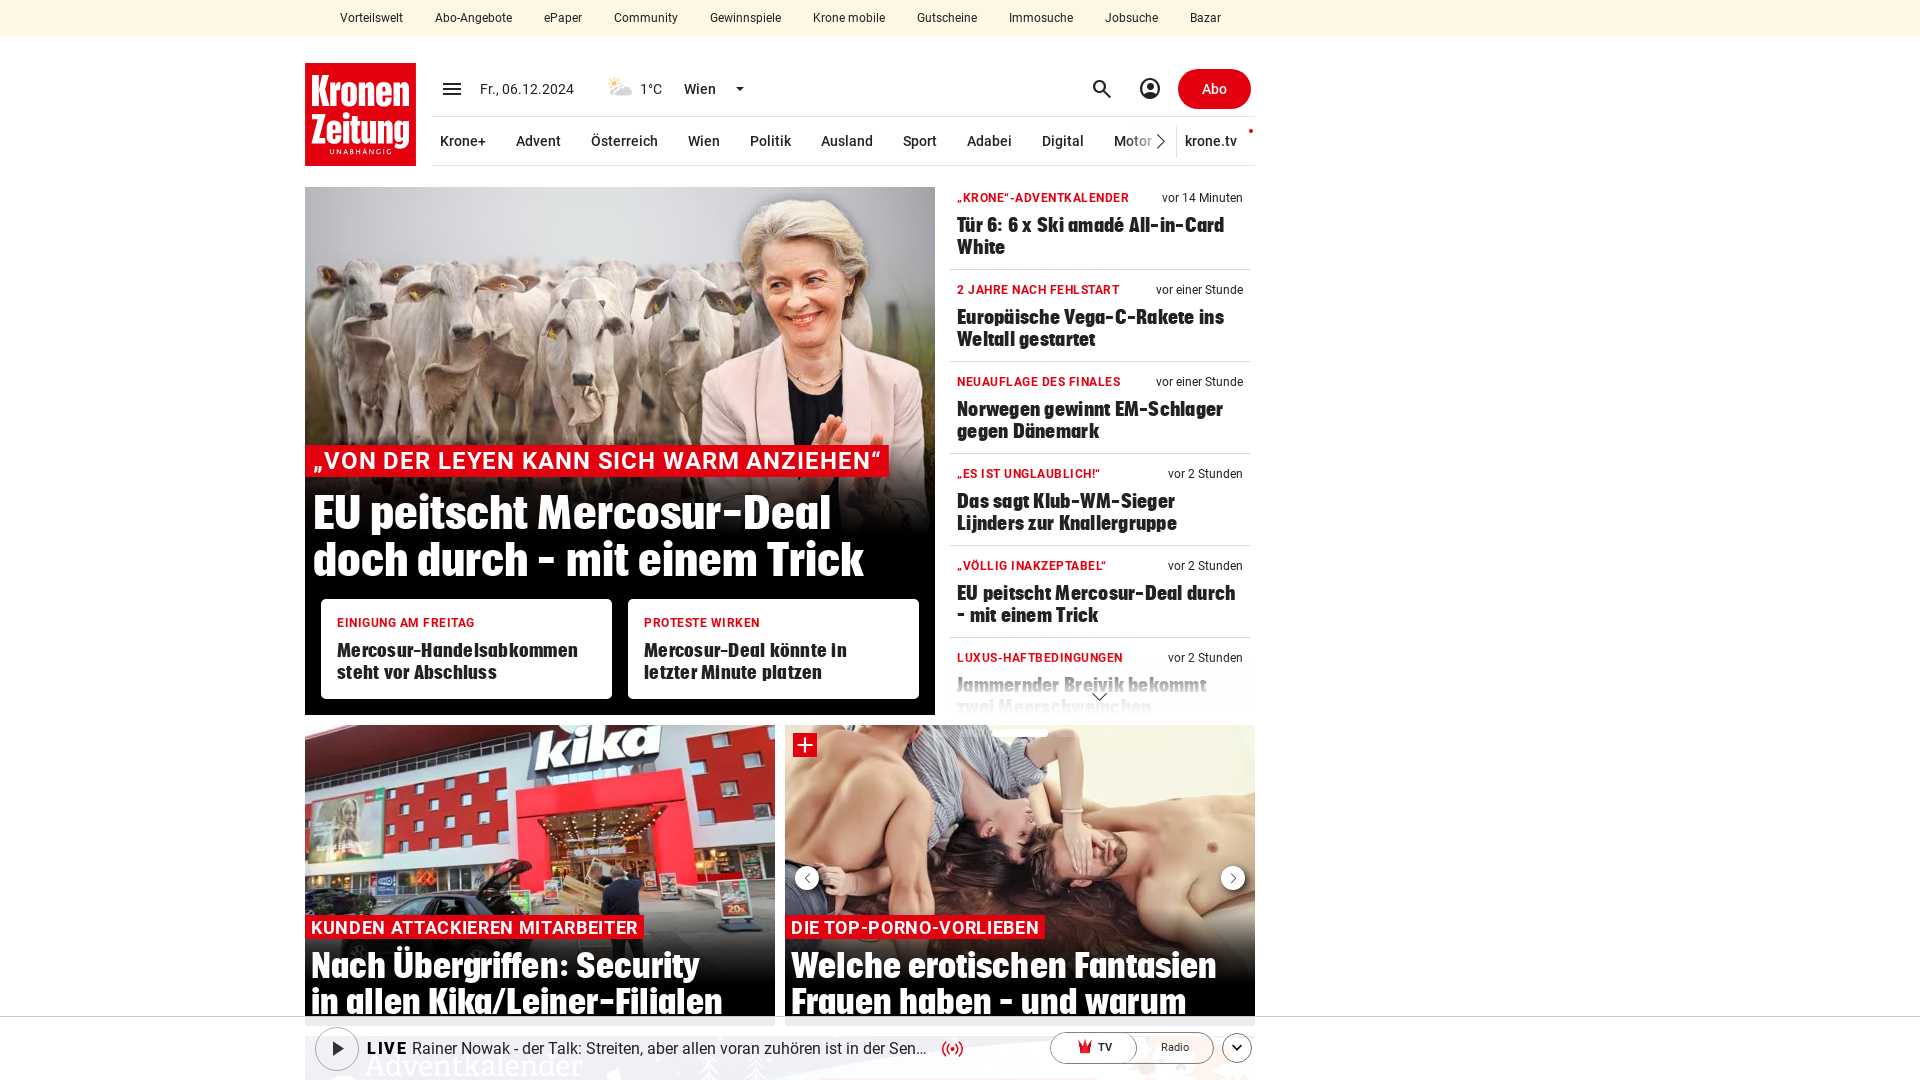 Vorteilswelt Abo-Angebote ePaper Community Gewinnspiele Krone mobile Gutscheine Immosuche Jobsuche Bazar
Kronen
Zeitung
UNABHÄNGIG
Fr., 06.12.2024 1°C Wien
Abo
Krone+ Advent Österreich Wien Politik Ausland Sport Adabei Digital Motor krone.tv
„VON DER LEYEN KANN SICH WARM ANZIEHEN“
EU peitscht Mercosur-Deal
doch durch – mit einem Trick
EINIGUNG AM FREITAG
Mercosur-Handelsabkommen
steht vor Abschluss
PROTESTE WIRKEN
Mercosur-Deal könnte in
letzter Minute platzen
„KRONE“-ADVENTKALENDER vor 14 Minuten
Tür 6: 6 x Ski amadé All-in-Card
White
2 JAHRE NACH FEHLSTART vor einer Stunde
Europäische Vega-C-Rakete ins
Weltall gestartet
NEUAUFLAGE DES FINALES vor einer Stunde
Norwegen gewinnt EM-Schlager
gegen Dänemark
„ES IST UNGLAUBLICH!“ vor 2 Stunden
Das sagt Klub-WM-Sieger
Lijnders zur Knallergruppe
„VÖLLIG INAKZEPTABEL“ vor 2 Stunden
EU peitscht Mercosur-Deal durch
– mit einem Trick
LUXUS-HAFTBEDINGUNGEN vor 2 Stunden
Jammernder Breivik bekommt
zwei Meerschweinchen
kika
20%
KUNDEN ATTACKIEREN MITARBEITER
Nach Übergriffen: Security
in allen Kika/Leiner-Filialen
DIE TOP-PORNO-VORLIEBEN
Welche erotischen Fantasien
Frauen haben – und warum
LIVE Rainer Nowak - der Talk: Streiten, aber allen voran zuhören ist in der Sen...
TV Radio
Adventkalender